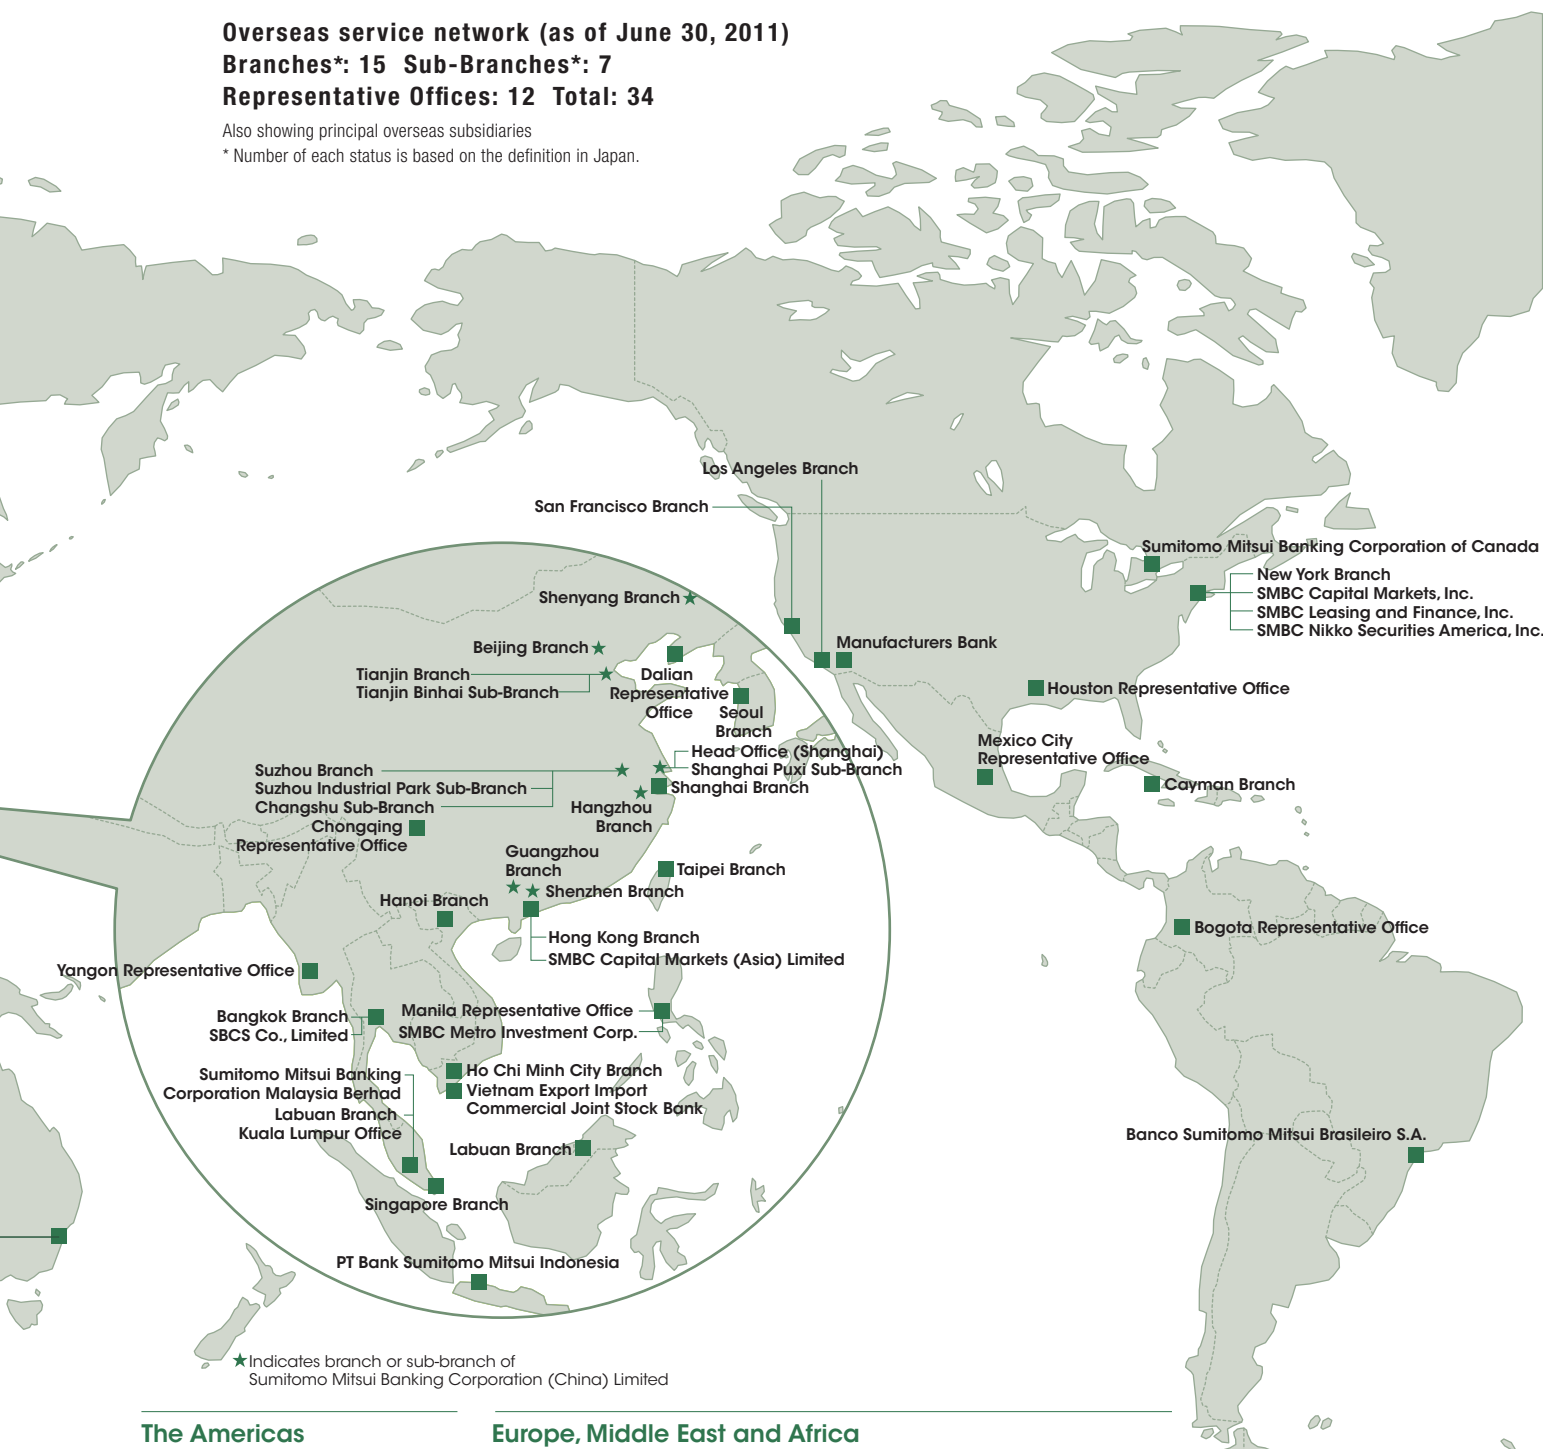 Overseas service network (as of June 30, 2011)
Branches*: 15 Sub-Branches*: 7
Representative Offices: 12 Total: 34
Also showing principal overseas subsidiaries
* Number of each status is based on the definition in Japan.
Los Angeles Branch
San Francisco Branch
Sumitomo Mitsui Banking Corporation of Canada
New York Branch
SMBC Capital Markets, Inc.
SMBC Leasing and Finance, Inc.
SMBC Nikko Securities America, Inc.
Manufacturers Bank
Houston Representative Office
Mexico City
Representative Office
Cayman Branch
Bogota Representative Office
Banco Sumitomo Mitsui Brasileiro S.A.
Shenyang Branch ★
Beijing Branch ★
Tianjin Branch
Tianjin Binhai Sub-Branch
Dalian
Representative
Office
Seoul
Branch
Head Office (Shanghai)
Shanghai Puxi Sub-Branch
Shanghai Branch
Suzhou Branch
Suzhou Industrial Park Sub-Branch
Changshu Sub-Branch
Hangzhou
Branch
Chongqing
Representative Office
Guangzhou
Branch
★ Shenzhen Branch
Taipei Branch
Hanoi Branch
Hong Kong Branch
SMBC Capital Markets (Asia) Limited
Yangon Representative Office
Manila Representative Office
SMBC Metro Investment Corp.
Bangkok Branch
SBCS Co., Limited
Ho Chi Minh City Branch
Vietnam Export Import
Commercial Joint Stock Bank
Sumitomo Mitsui Banking
Corporation Malaysia Berhad
Labuan Branch
Kuala Lumpur Office
Labuan Branch
Singapore Branch
PT Bank Sumitomo Mitsui Indonesia
★Indicates branch or sub-branch of
Sumitomo Mitsui Banking Corporation (China) Limited
The Americas
Europe, Middle East and Africa